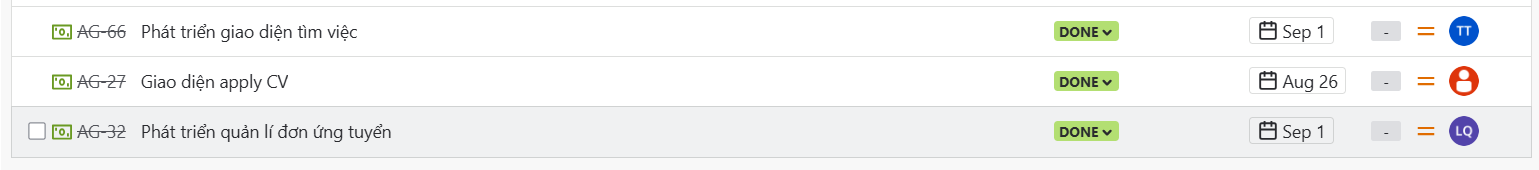 AG-66 Phát triển giao diện tìm việc DONE Sep 1 - TT
AG-27 Giao diện apply CV DONE Aug 26 -
AG-32 Phát triển quản lí đơn ứng tuyển DONE Sep 1 - LQ